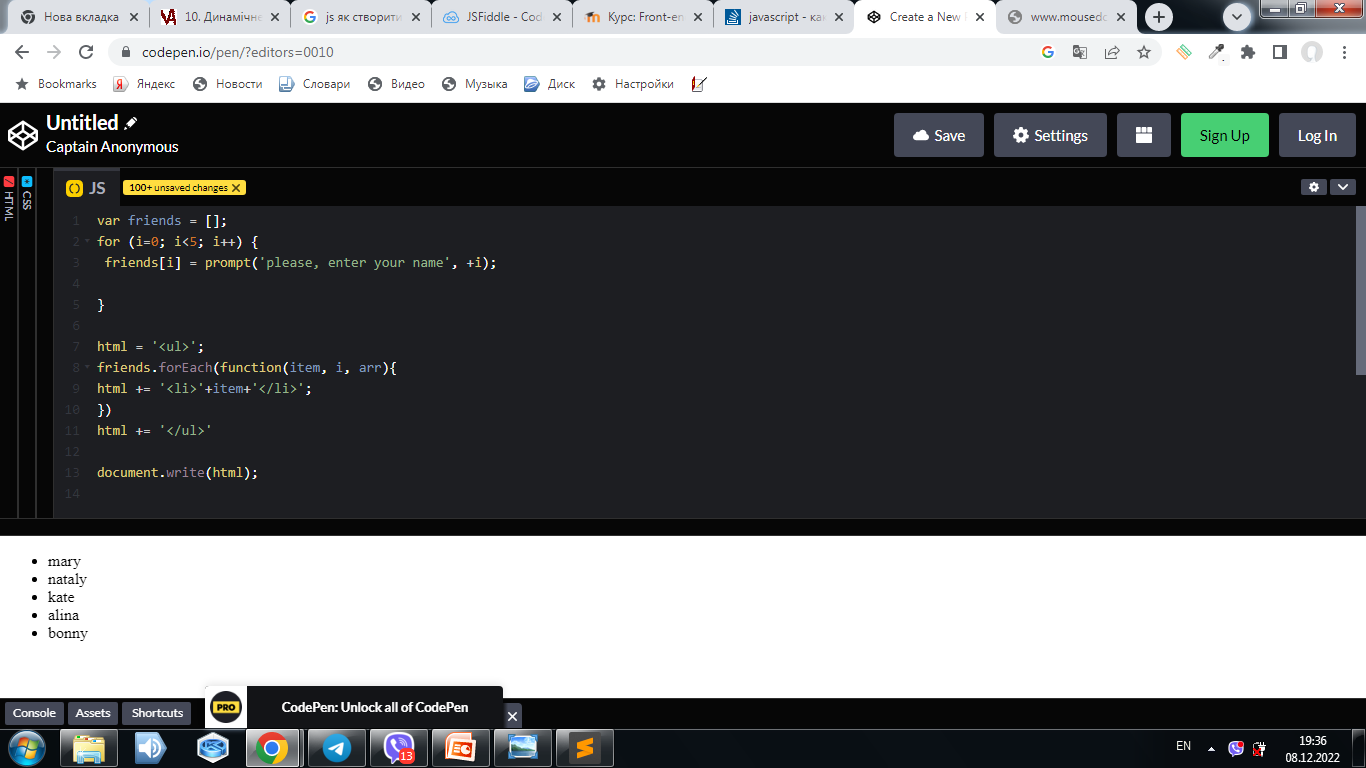 Нова вкладка
10. Динамічне
js як створити
JSFiddle - Cod
Курс: Front-en
javascript - как
Create a New
www.mousedc
codepen.io/pen/?editors=0010
Bookmarks
Яндекс
Новости
Словари
Видео
Музыка
Диск
Настройки
Untitled
Captain Anonymous
Save
Settings
Sign Up
Log In
HTML
CSS
JS
100+ unsaved changes
1 var friends = [];
2 for (i=0; i<5; i++) {
3 friends[i] = prompt('please, enter your name', +i);
4
5 }
6
7 html = '<ul>';
8 friends.forEach(function(item, i, arr){
9 html += '<li>'+item+'</li>';
10 })
11 html += '</ul>'
12
13 document.write(html);
14
mary
nataly
kate
alina
bonny
Console
Assets
Shortcuts
PRO
CodePen: Unlock all of CodePen
13
EN
19:36
08.12.2022